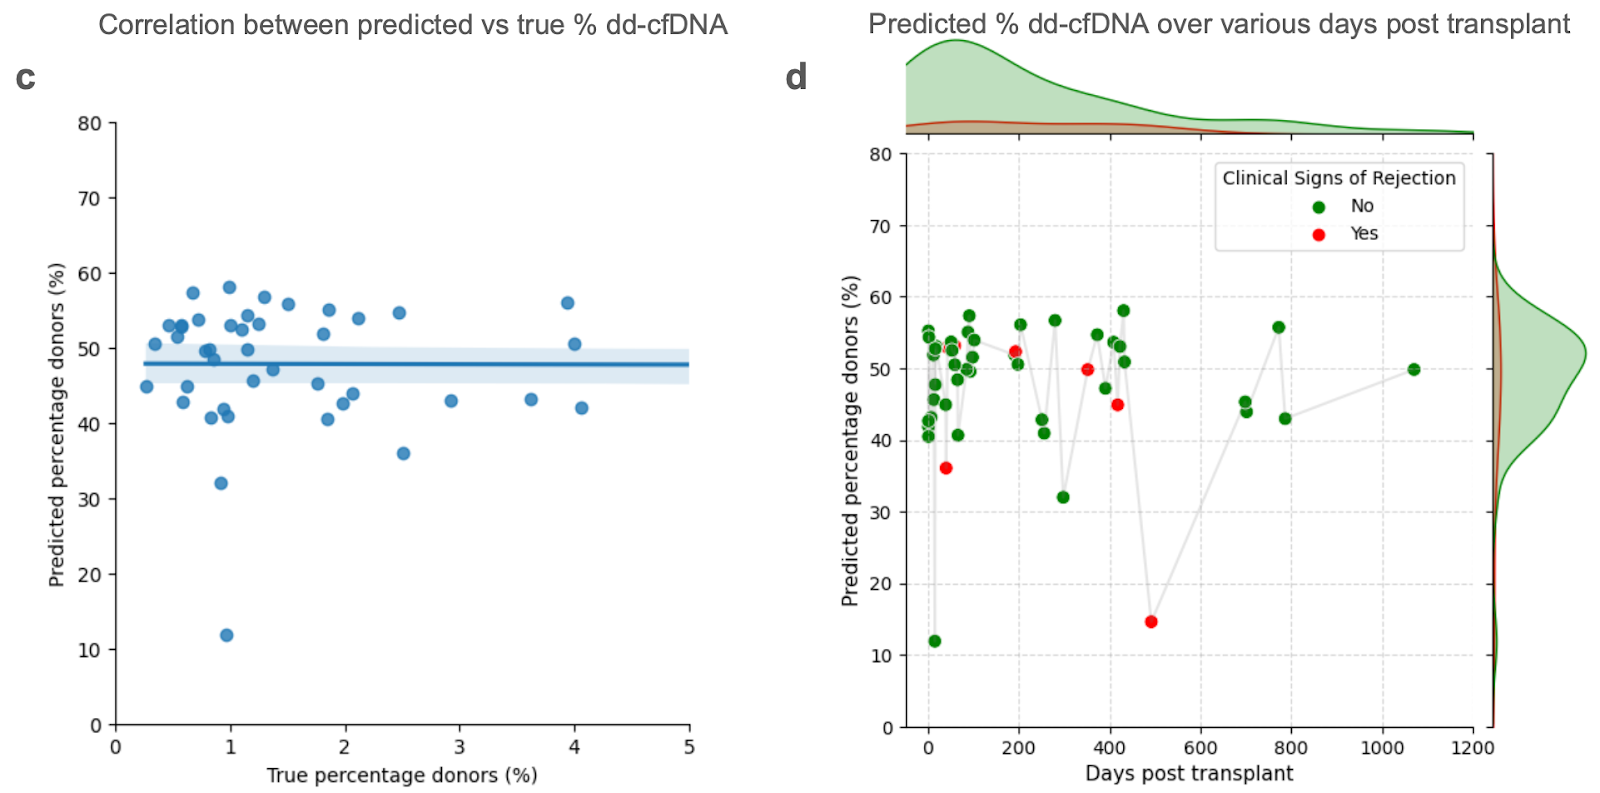 Correlation between predicted vs true % dd-cfDNA
c
80
70
60
50
40
30
20
10
0
Predicted percentage donors (%)
0 1 2 3 4 5
True percentage donors (%)
Predicted % dd-cfDNA over various days post transplant
d
Clinical Signs of Rejection
No
Yes
80
70
60
50
40
30
20
10
0
Predicted percentage donors (%)
0 200 400 600 800 1000 1200
Days post transplant